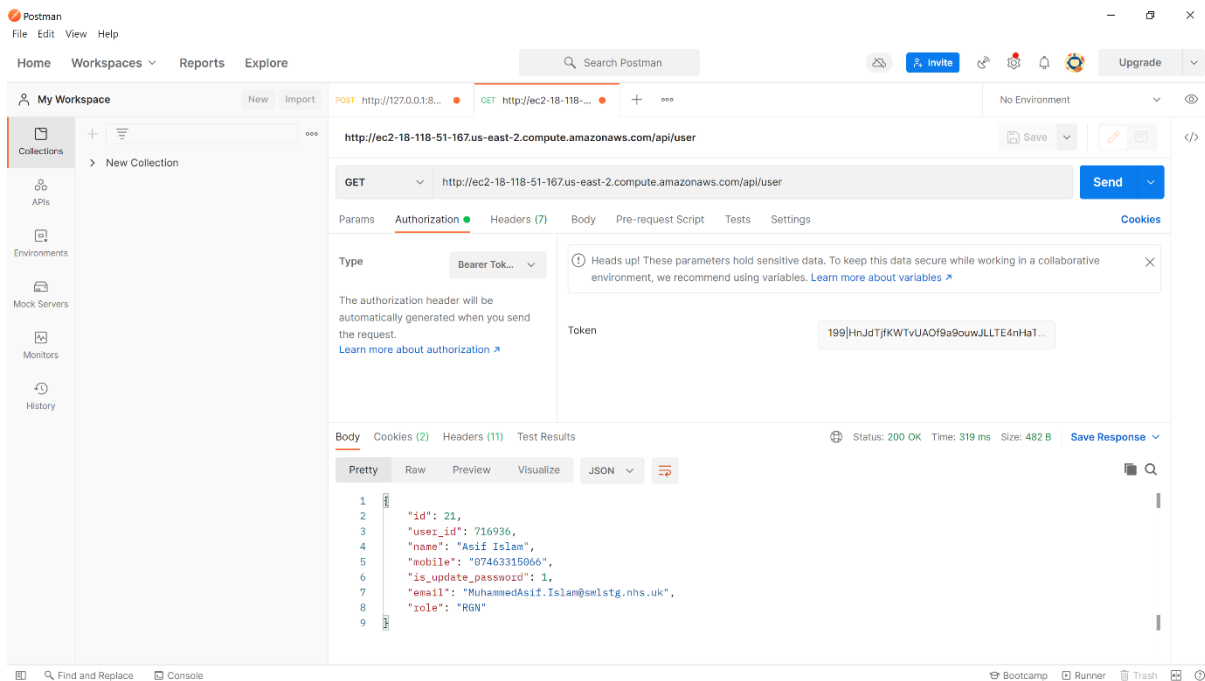 Postman
File Edit View Help
Home Workspaces Reports Explore
Search Postman
Invite
Upgrade
My Workspace
New Import
POST http://127.0.0.1:8...
GET http://ec2-18-118-...
No Environment
Collections
New Collection
APIs
Environments
Mock Servers
Monitors
History
http://ec2-18-118-51-167.us-east-2.compute.amazonaws.com/api/user
Save
GET http://ec2-18-118-51-167.us-east-2.compute.amazonaws.com/api/user
Send
Params Authorization Headers (7) Body Pre-request Script Tests Settings
Cookies
Type Bearer Tok...
The authorization header will be
automatically generated when you send
the request.
Learn more about authorization ↗
Heads up! These parameters hold sensitive data. To keep this data secure while working in a collaborative
environment, we recommend using variables. Learn more about variables ↗
Token 199|HnJdTjfKWTvUAOf9a9ouwJLLTE4nHaT...
Body Cookies (2) Headers (11) Test Results
Status: 200 OK Time: 319 ms Size: 482 B Save Response
Pretty Raw Preview Visualize JSON
1 {
2 "id": 21,
3 "user_id": 716936,
4 "name": "Asif Islam",
5 "mobile": "07463315066",
6 "is_update_password": 1,
7 "email": "MuhammedAsif.Islam@swlstg.nhs.uk",
8 "role": "RGN"
9 }
Find and Replace Console
Bootcamp Runner Trash